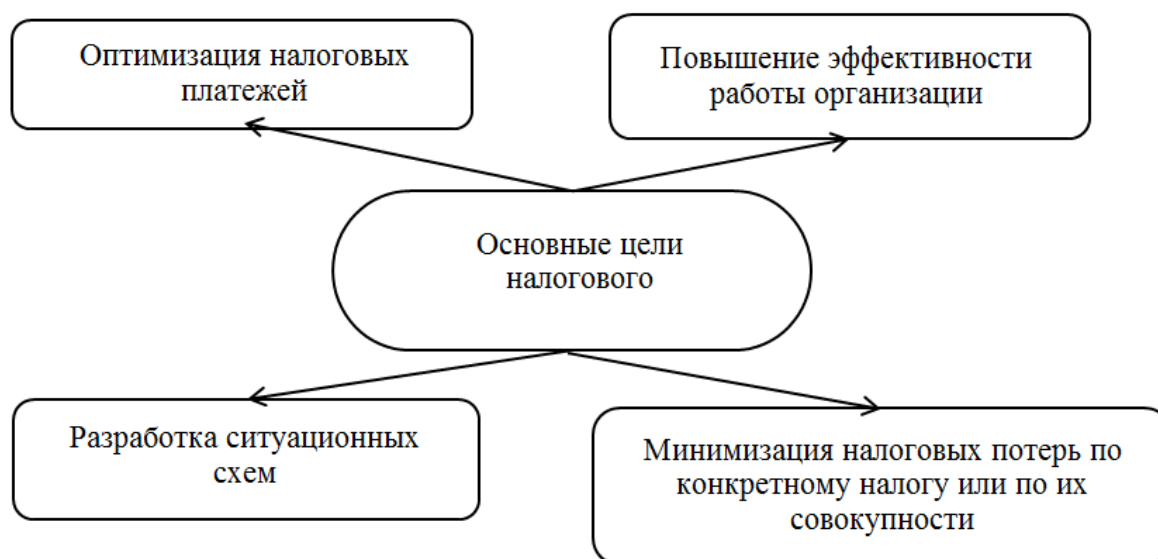 Оптимизация налоговых
платежей
Повышение эффективности
работы организации
Основные цели
налогового
Разработка ситуационных
схем
Минимизация налоговых потерь по
конкретному налогу или по их
совокупности